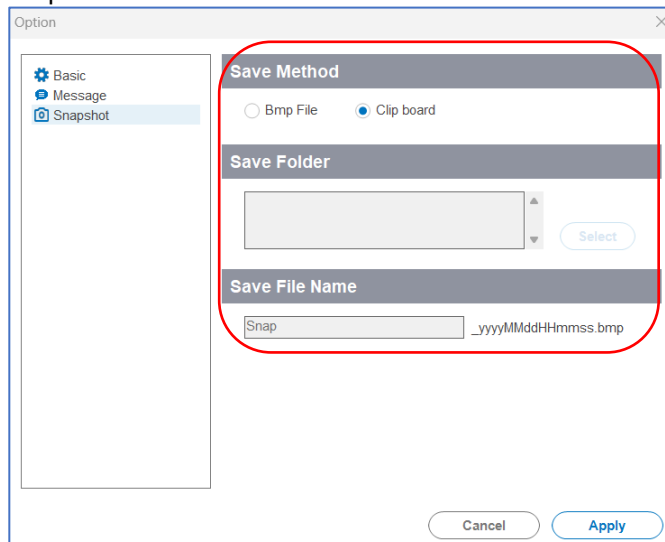 Option
Basic
Message
Snapshot
Save Method
Bmp File Clip board
Save Folder
Select
Save File Name
Snap _yyyyMMddHHmmss.bmp
Cancel Apply